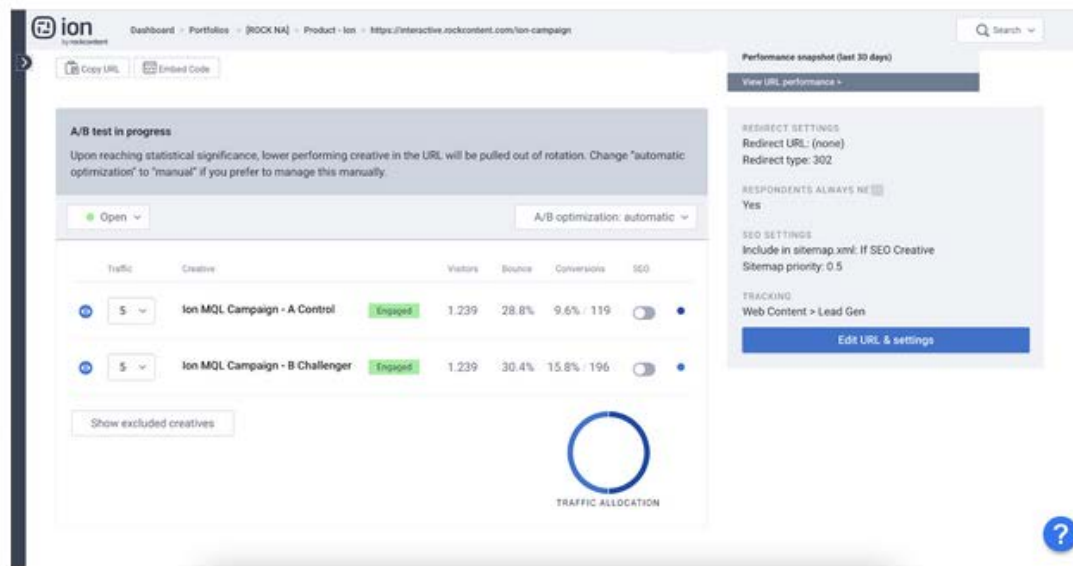 ion
by rockcontent
Dashboard > Portfolios > [ROCK NA] > Product - Ion > https://interactive.rockcontent.com/ion-campaign
Search
Copy URL
Embed Code
Performance snapshot (last 30 days)
View URL performance >
A/B test in progress
Upon reaching statistical significance, lower performing creative in the URL will be pulled out of rotation. Change "automatic
optimization" to "manual" if you prefer to manage this manually.
Open
A/B optimization: automatic
Traffic Creative Visitors Bounce Conversions SEO
5 Ion MQL Campaign - A Control Engaged 1.239 28.8% 9.6% / 119
5 Ion MQL Campaign - B Challenger Engaged 1.239 30.4% 15.8% / 196
Show excluded creatives
TRAFFIC ALLOCATION
REDIRECT SETTINGS
Redirect URL: (none)
Redirect type: 302
RESPONDENTS ALWAYS NE
Yes
SEO SETTINGS
Include in sitemap.xml: If SEO Creative
Sitemap priority: 0.5
TRACKING
Web Content > Lead Gen
Edit URL & settings
?